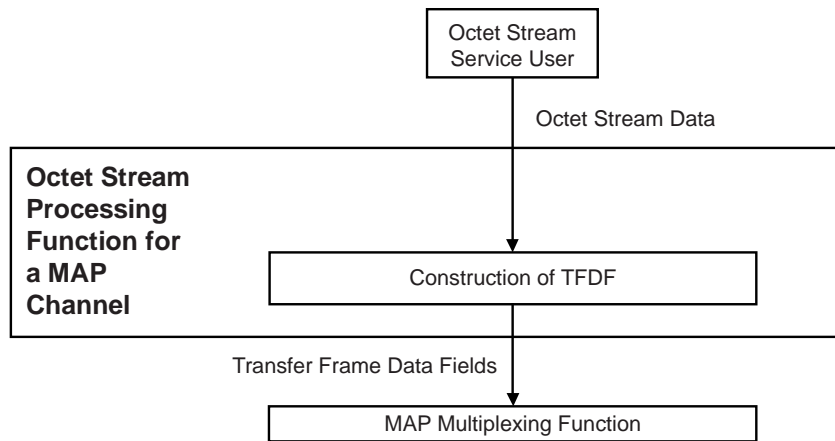 Octet Stream
Service User
Octet Stream Data
Octet Stream
Processing
Function for
a MAP
Channel
Construction of TFDF
Transfer Frame Data Fields
MAP Multiplexing Function